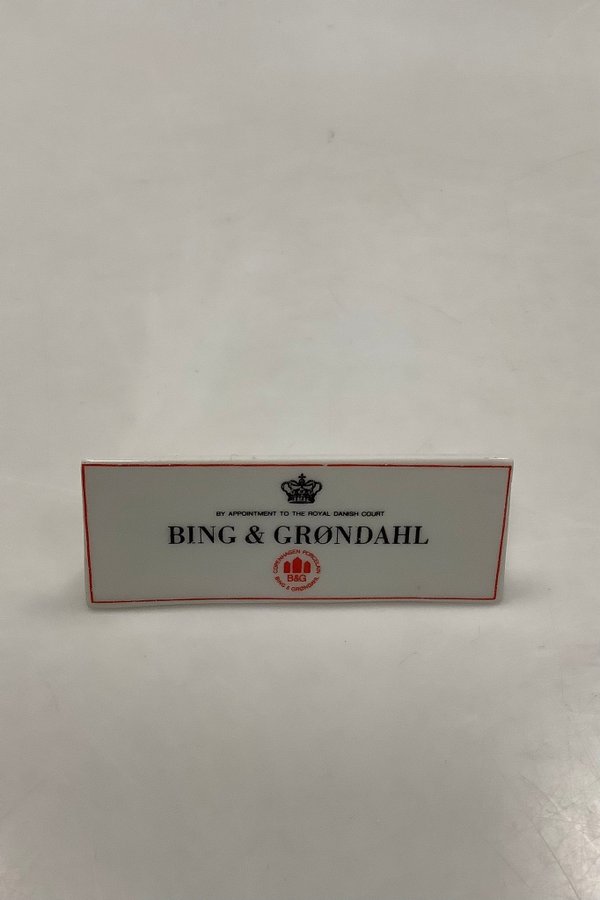 BY APPOINTMENT TO THE ROYAL DANISH COURT
BING & GRØNDAHL
COPENHAGEN PORCELAIN
B&G
BING & GRØNDAHL